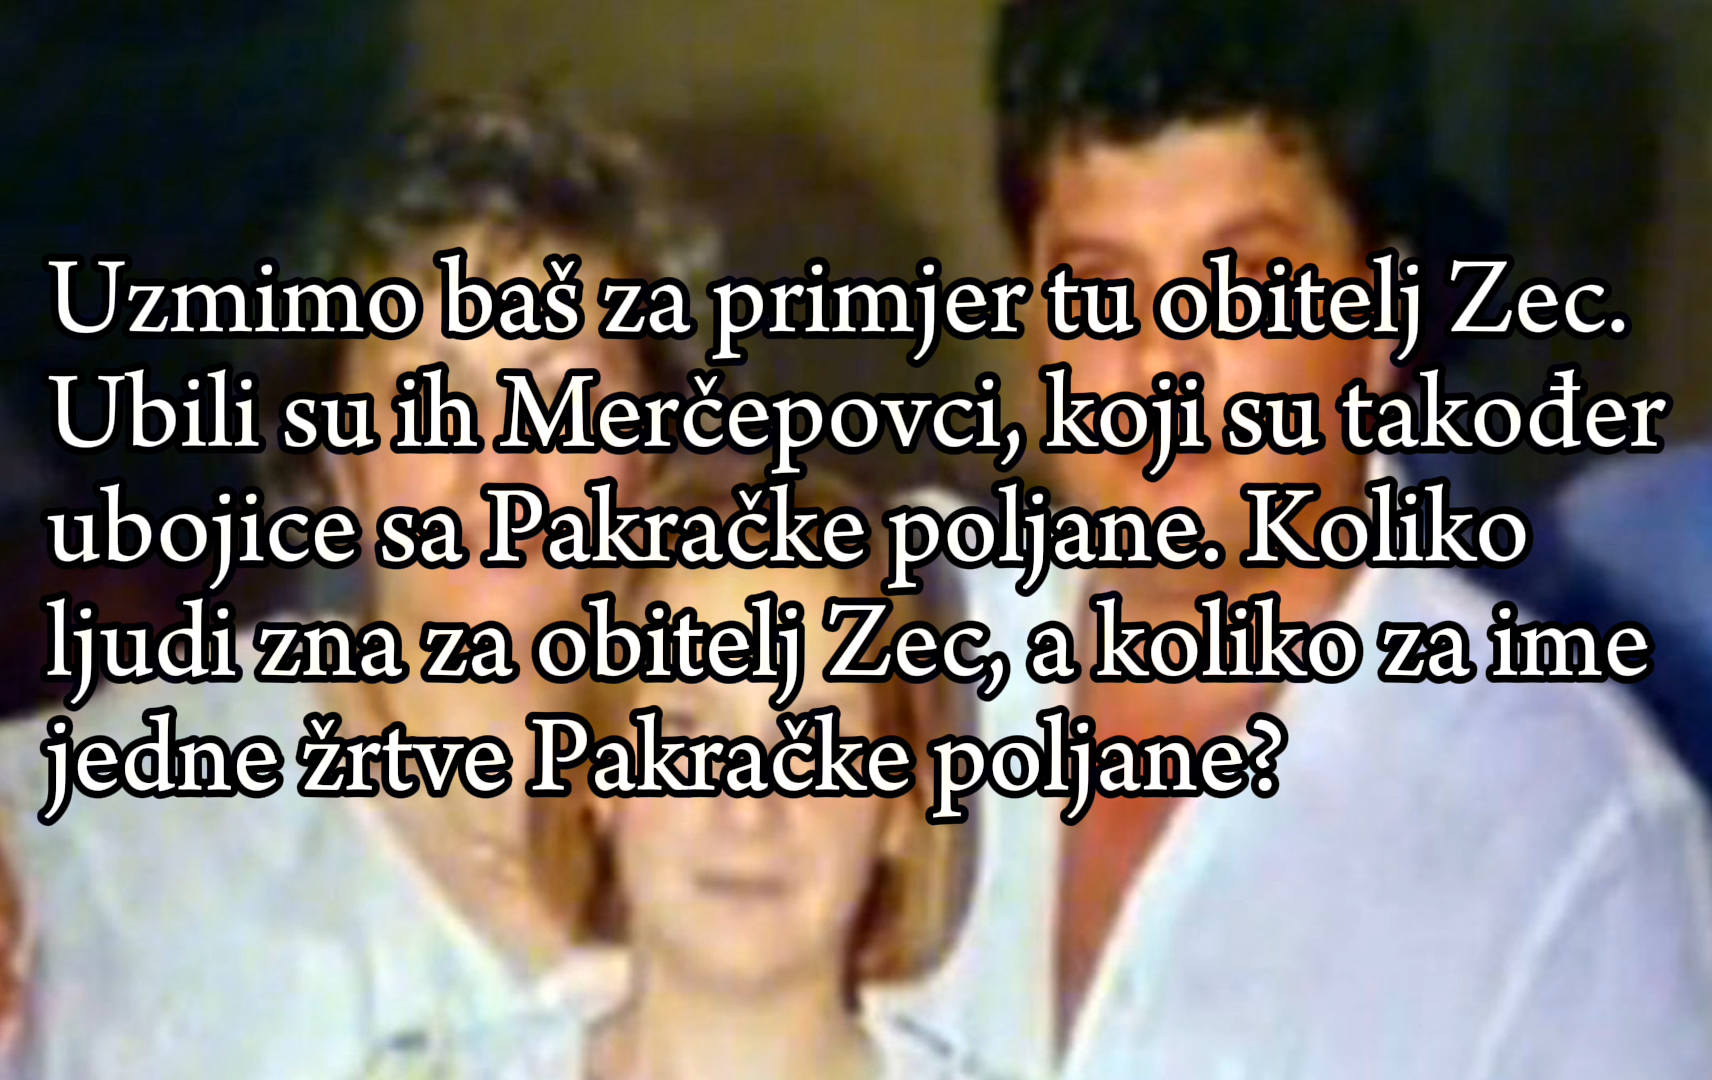 Uzmimo baš za primjer tu obitelj Zec.
Ubili su ih Merčepovci, koji su također
ubojice sa Pakračke poljane. Koliko
ljudi zna za obitelj Zec, a koliko za ime
jedne žrtve Pakračke poljane?